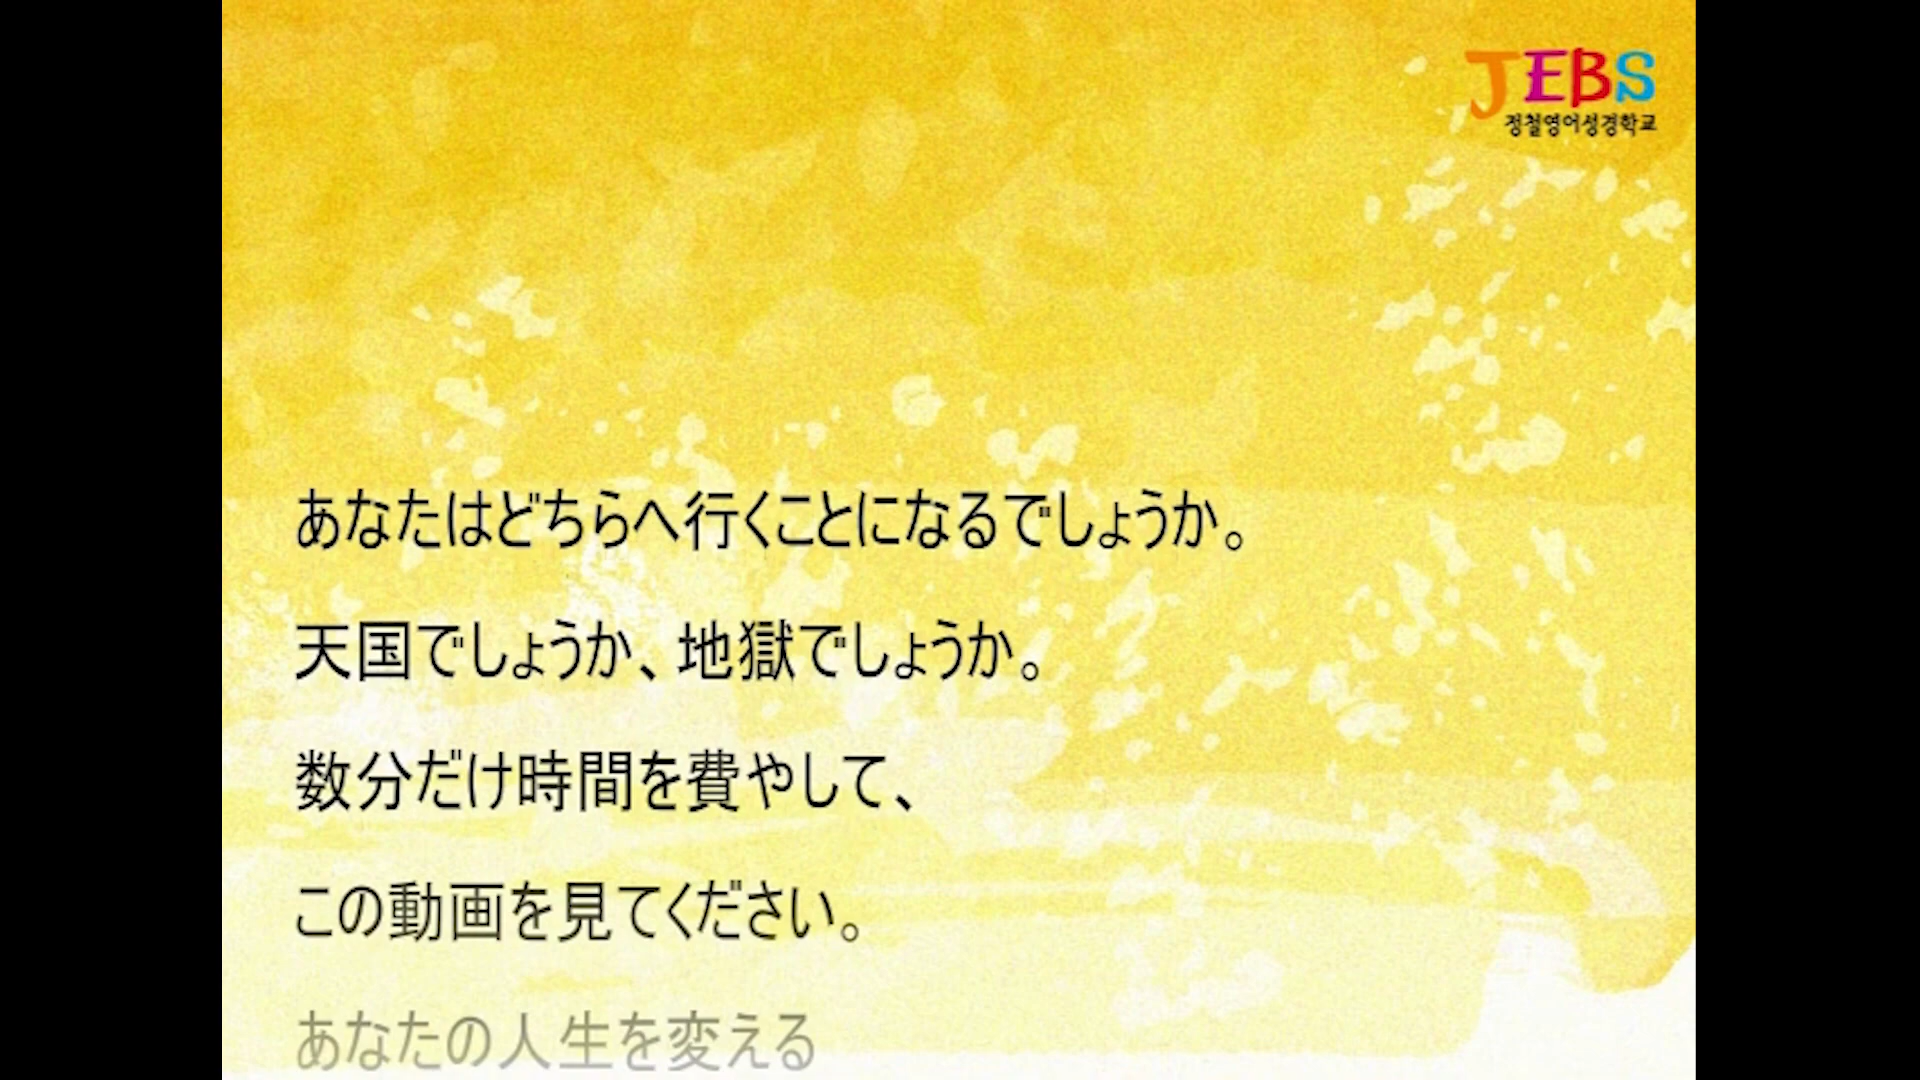 JEBS
정철영어성경학교
あなたはどちらへ行くことになるでしょうか。
天国でしょうか、地獄でしょうか。
数分だけ時間を費やして、
この動画を見てください。
あなたの人生を変える